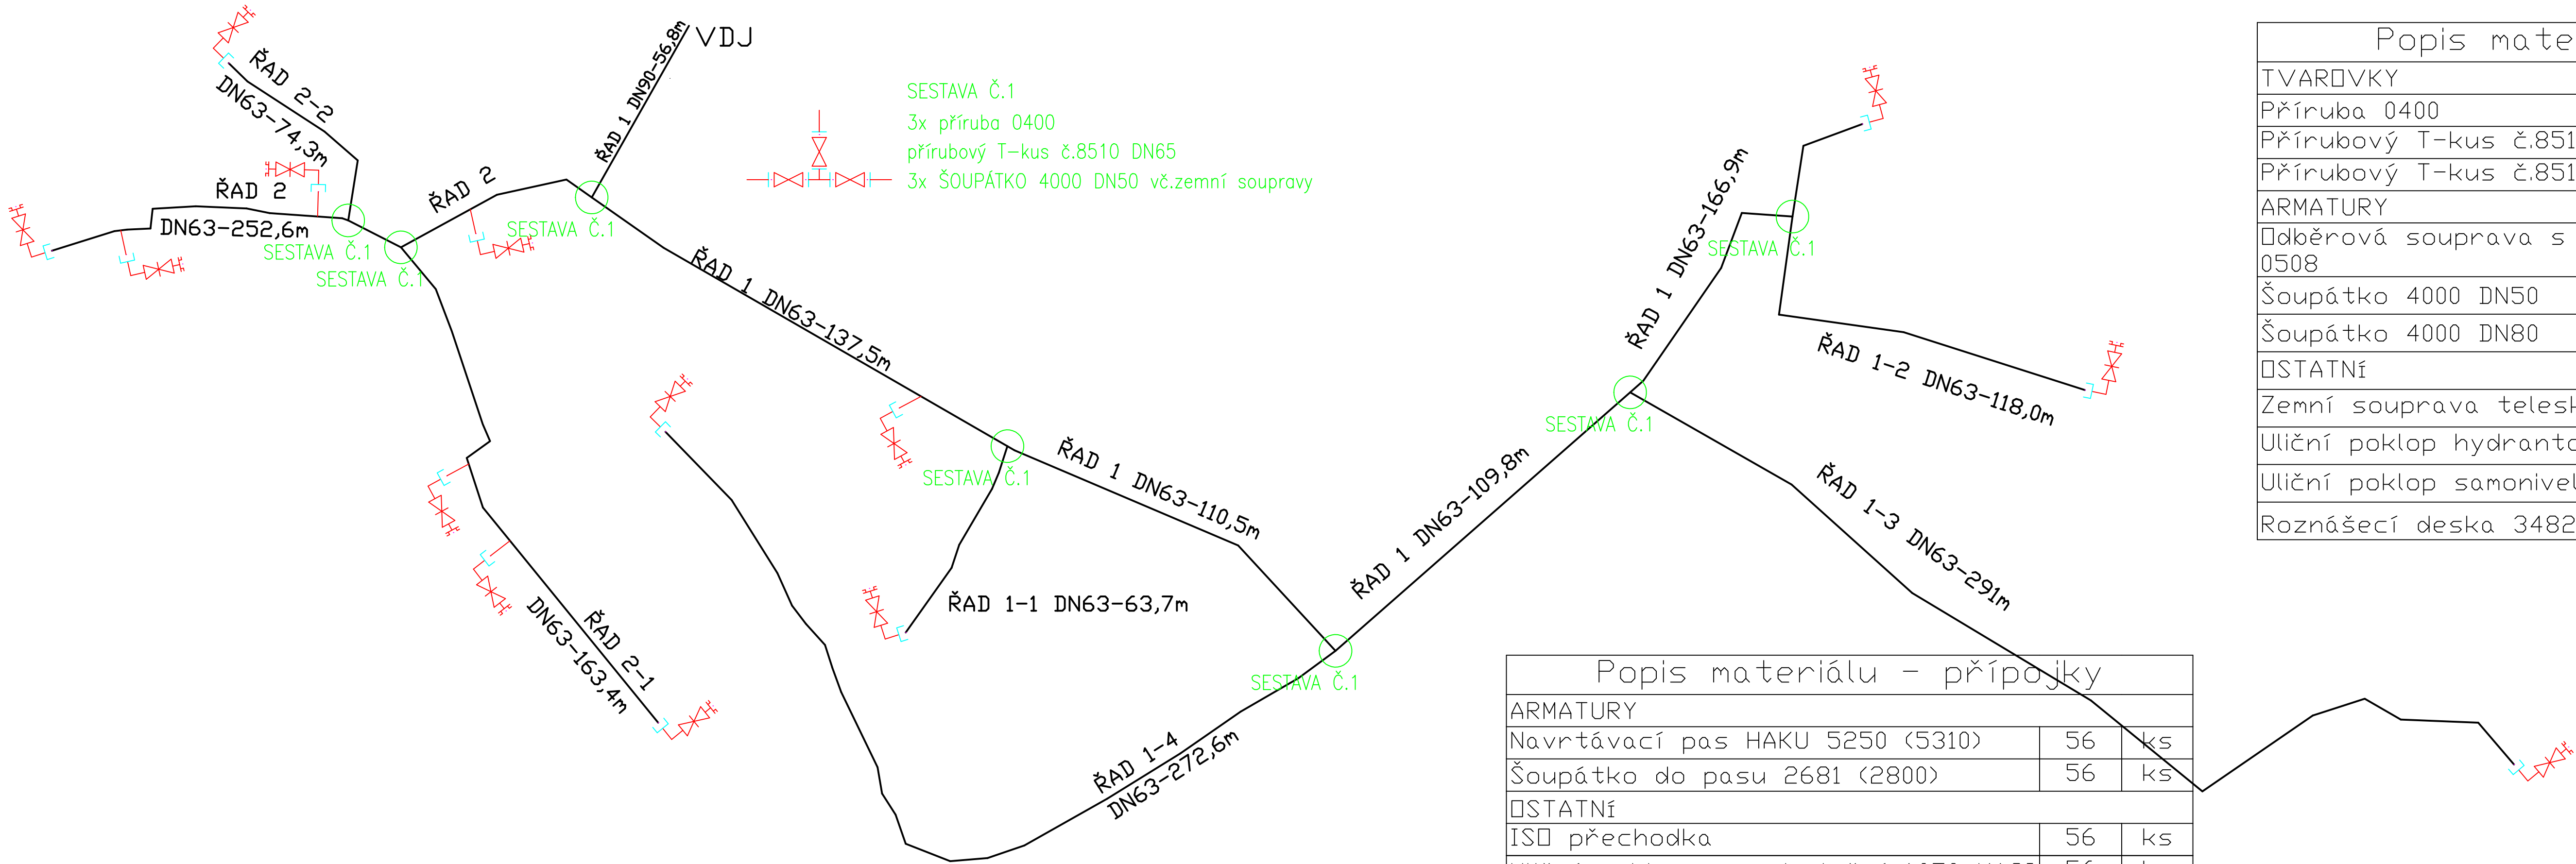 VDJ
ŘAD 1 DN90-56,8m
SESTAVA Č.1
3x příruba 0400
přírubový T-kus č.8510 DN65
3x ŠOUPÁTKO 4000 DN50 vč.zemní soupravy
ŘAD 2-2
DN63-74,3m
ŘAD 2
DN63-252,6m
SESTAVA Č.1
SESTAVA Č.1
ŘAD 2
SESTAVA Č.1
ŘAD 1 DN63-137,5m
SESTAVA Č.1
ŘAD 1 DN63-110,5m
ŘAD 1-1 DN63-63,7m
ŘAD 2-1
DN63-163,4m
SESTAVA Č.1
ŘAD 1-4
DN63-272,6m
ŘAD 1 DN63-109,8m
SESTAVA Č.1
ŘAD 1 DN63-166,9m
SESTAVA Č.1
ŘAD 1-2 DN63-118,0m
ŘAD 1-3 DN63-291m
Popis mate
TVAROVKY
Příruba 0400
Přírubový T-kus č.851
Přírubový T-kus č.851
ARMATURY
Odběrová souprava s
0508
Šoupátko 4000 DN50
Šoupátko 4000 DN80
OSTATNÍ
Zemní souprava teles
Uliční poklop hydranto
Uliční poklop samonivel
Roznášecí deska 3482
Popis materiálu - přípojky
ARMATURY
Navrtávací pas HAKU 5250 (5310) 56 ks
Šoupátko do pasu 2681 (2800) 56 ks
OSTATNÍ
ISO přechodka 56 ks